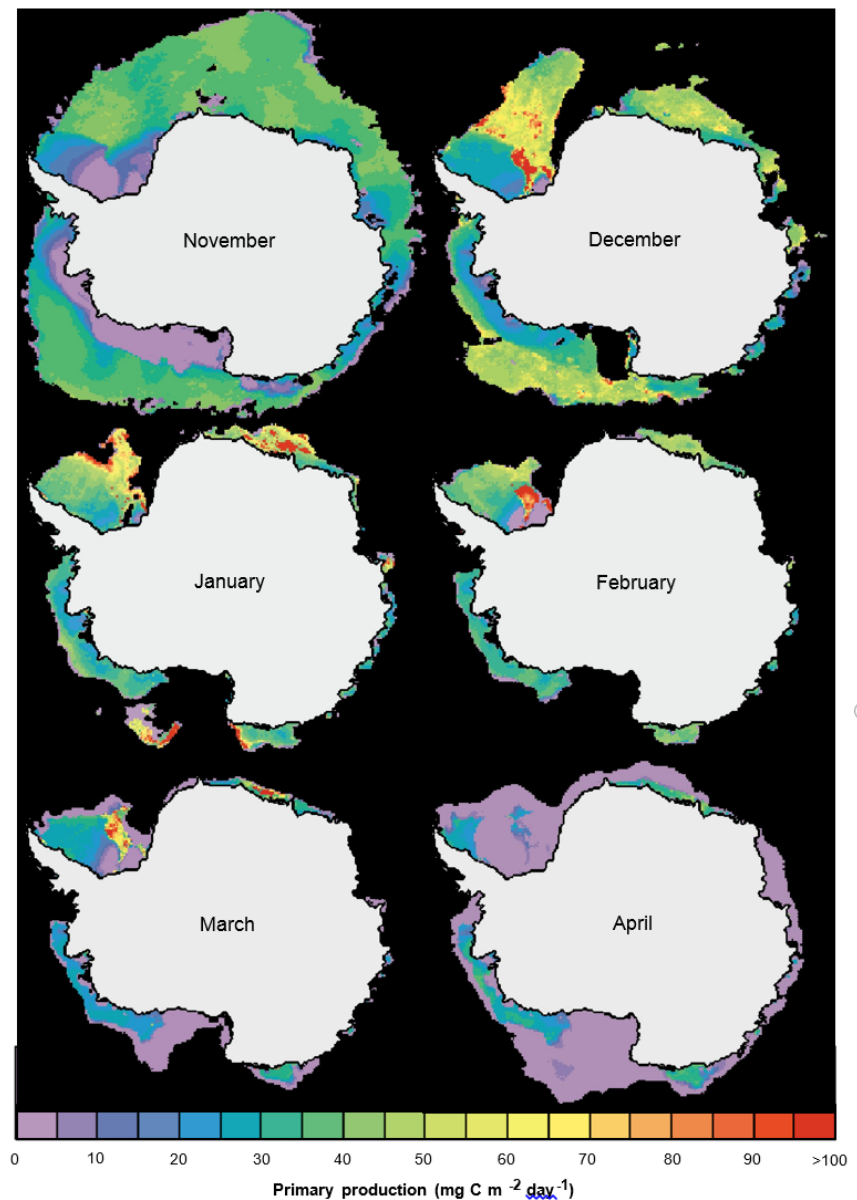 November
December
January
February
March
April
0 10 20 30 40 50 60 70 80 90 >100
Primary production (mg C m -2 day-1)